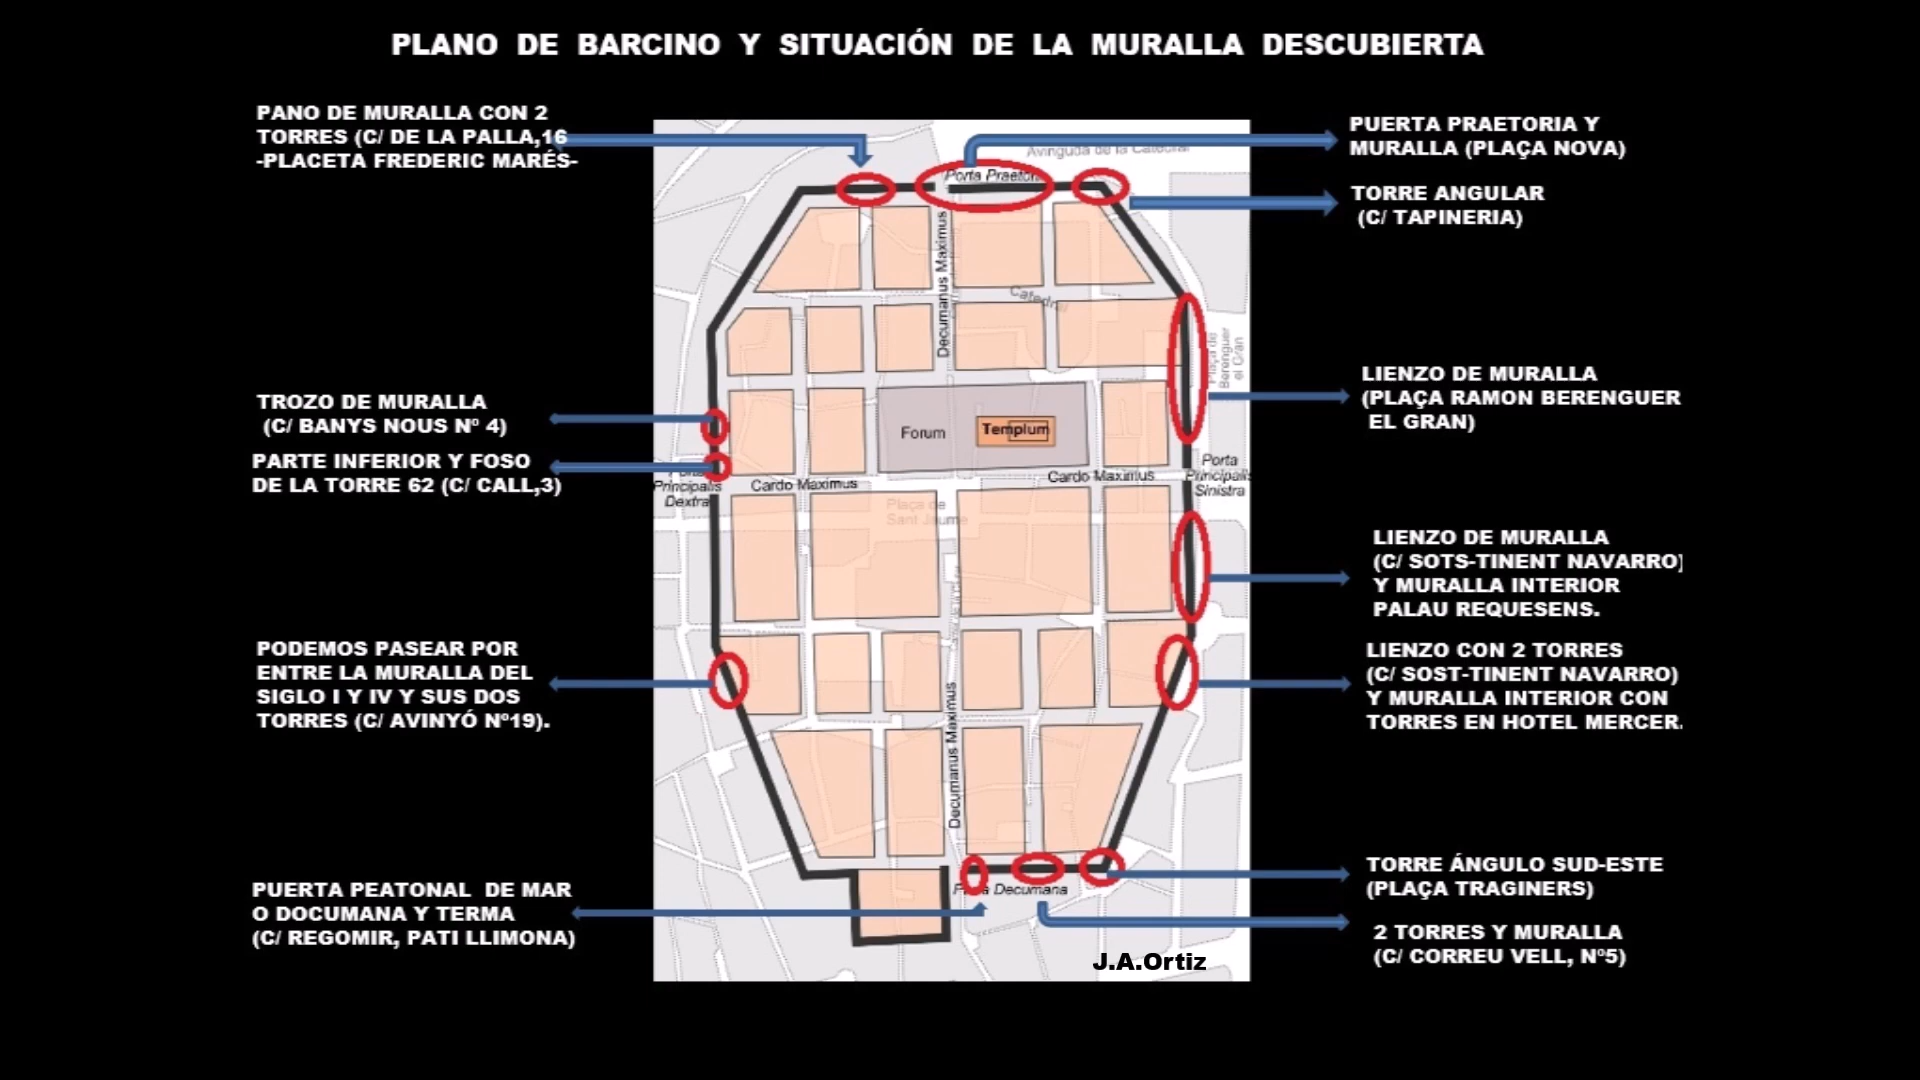 PLANO DE BARCINO Y SITUACIÓN DE LA MURALLA DESCUBIERTA
PANO DE MURALLA CON 2
TORRES (C/ DE LA PALLA,16
-PLACETA FREDERIC MARÉS-
TROZO DE MURALLA
(C/ BANYS NOUS Nº 4)
PARTE INFERIOR Y FOSO
DE LA TORRE 62 (C/ CALL,3)
PODEMOS PASEAR POR
ENTRE LA MURALLA DEL
SIGLO I Y IV Y SUS DOS
TORRES (C/ AVINYÓ Nº19).
PUERTA PEATONAL DE MAR
O DOCUMANA Y TERMA
(C/ REGOMIR, PATI LLIMONA)
Avinguda de la Catedral
Porta Praetoria
Decumanus Maximus
Catedral
Plaça de
Berenguer
el Gran
Forum
Templum
Principalis
Dextra
Cardo Maximus
Cardo Maximus
Porta
Principalis
Sinistra
Plaça de
Sant Jaume
Decumanus Maximus
Decumana
J.A.Ortiz
PUERTA PRAETORIA Y
MURALLA (PLAÇA NOVA)
TORRE ANGULAR
(C/ TAPINERIA)
LIENZO DE MURALLA
(PLAÇA RAMON BERENGUER
EL GRAN)
LIENZO DE MURALLA
(C/ SOTS-TINENT NAVARRO)
Y MURALLA INTERIOR
PALAU REQUESENS.
LIENZO CON 2 TORRES
(C/ SOST-TINENT NAVARRO)
Y MURALLA INTERIOR CON
TORRES EN HOTEL MERCER.
TORRE ÁNGULO SUD-ESTE
(PLAÇA TRAGINERS)
2 TORRES Y MURALLA
(C/ CORREU VELL, Nº5)